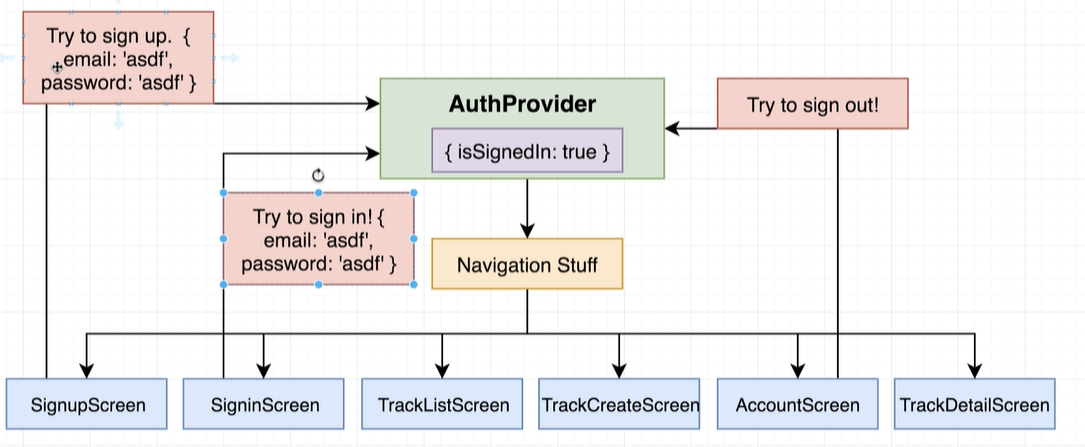 Try to sign up. {
email: 'asdf',
password: 'asdf' }
AuthProvider
{ isSignedIn: true }
Try to sign out!
Try to sign in! {
email: 'asdf',
password: 'asdf' }
Navigation Stuff
SignupScreen
SigninScreen
TrackListScreen
TrackCreateScreen
AccountScreen
TrackDetailScreen